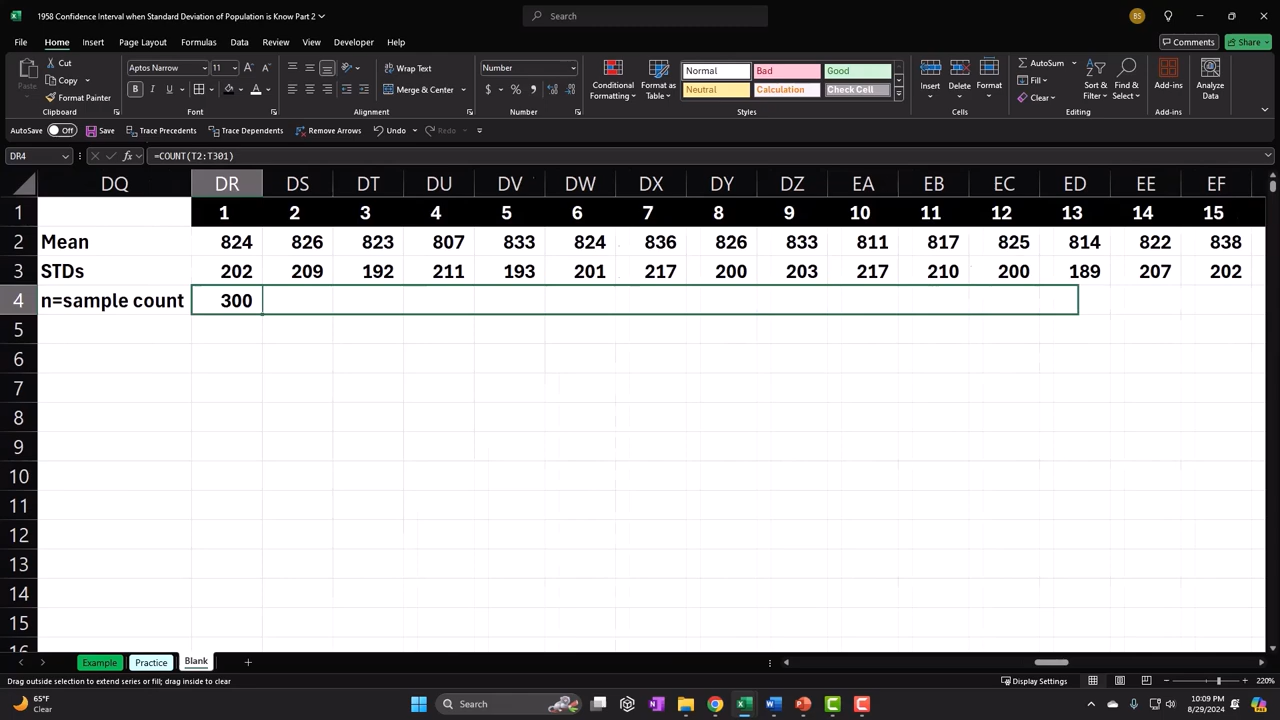 1958 Confidence Interval when Standard Deviation of Population is Know Part 2
Search
BS
File Home Insert Page Layout Formulas Data Review View Developer Help
Comments Share
Paste
Cut
Copy
Format Painter
Clipboard
Aptos Narrow 11
Font
Wrap Text
Merge & Center
Alignment
Number
Number
Conditional Formatting
Format as Table
Normal Bad Good
Neutral Calculation Check Cell
Styles
Insert Delete Format
Cells
AutoSum
Fill
Clear
Sort & Filter
Find & Select
Editing
Add-ins
Add-ins
Analyze Data
AutoSave Off Save Trace Precedents Trace Dependents Remove Arrows Undo Redo
DR4 fx =COUNT(T2:T301)
DQ DR DS DT DU DV DW DX DY DZ EA EB EC ED EE EF
1 1 2 3 4 5 6 7 8 9 10 11 12 13 14 15
2 Mean 824 826 823 807 833 824 836 826 833 811 817 825 814 822 838
3 STDs 202 209 192 211 193 201 217 200 203 217 210 200 189 207 202
4 n=sample count 300
5
6
7
8
9
10
11
12
13
14
15
16
Example Practice Blank
Drag outside selection to extend series or fill; drag inside to clear
Display Settings
220%
65°F
Clear
Search
10:09 PM
8/29/2024